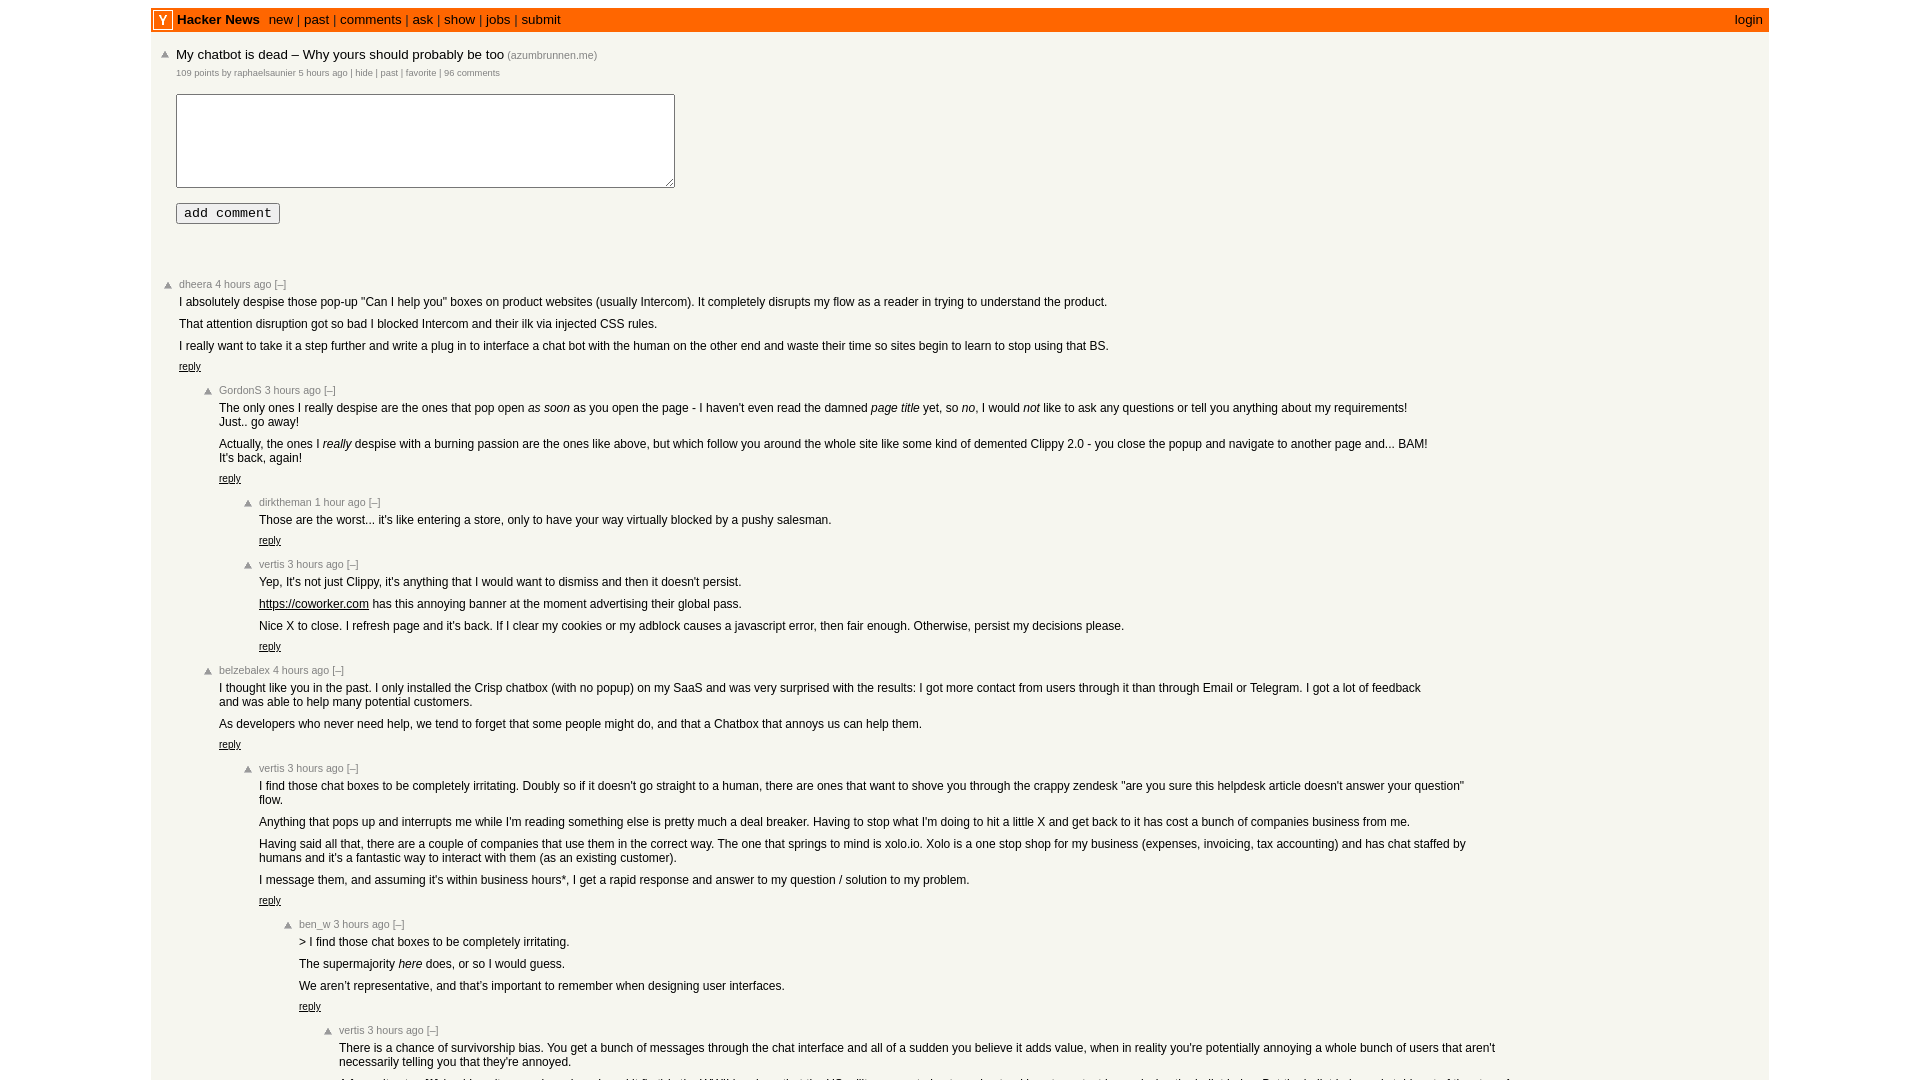 Y Hacker News new | past | comments | ask | show | jobs | submit login
My chatbot is dead – Why yours should probably be too (azumbrunnen.me)
109 points by raphaelsaunier 5 hours ago | hide | past | favorite | 96 comments
add comment
dheera 4 hours ago [–]
I absolutely despise those pop-up "Can I help you" boxes on product websites (usually Intercom). It completely disrupts my flow as a reader in trying to understand the product.
That attention disruption got so bad I blocked Intercom and their ilk via injected CSS rules.
I really want to take it a step further and write a plug in to interface a chat bot with the human on the other end and waste their time so sites begin to learn to stop using that BS.
reply
GordonS 3 hours ago [–]
The only ones I really despise are the ones that pop open as soon as you open the page - I haven't even read the damned page title yet, so no, I would not like to ask any questions or tell you anything about my requirements!
Just.. go away!
Actually, the ones I really despise with a burning passion are the ones like above, but which follow you around the whole site like some kind of demented Clippy 2.0 - you close the popup and navigate to another page and... BAM!
It's back, again!
reply
dirktheman 1 hour ago [–]
Those are the worst... it's like entering a store, only to have your way virtually blocked by a pushy salesman.
reply
vertis 3 hours ago [–]
Yep, It's not just Clippy, it's anything that I would want to dismiss and then it doesn't persist.
https://coworker.com has this annoying banner at the moment advertising their global pass.
Nice X to close. I refresh page and it's back. If I clear my cookies or my adblock causes a javascript error, then fair enough. Otherwise, persist my decisions please.
reply
belzebalex 4 hours ago [–]
I thought like you in the past. I only installed the Crisp chatbox (with no popup) on my SaaS and was very surprised with the results: I got more contact from users through it than through Email or Telegram. I got a lot of feedback
and was able to help many potential customers.
As developers who never need help, we tend to forget that some people might do, and that a Chatbox that annoys us can help them.
reply
vertis 3 hours ago [–]
I find those chat boxes to be completely irritating. Doubly so if it doesn't go straight to a human, there are ones that want to shove you through the crappy zendesk "are you sure this helpdesk article doesn't answer your question"
flow.
Anything that pops up and interrupts me while I'm reading something else is pretty much a deal breaker. Having to stop what I'm doing to hit a little X and get back to it has cost a bunch of companies business from me.
Having said all that, there are a couple of companies that use them in the correct way. The one that springs to mind is xolo.io. Xolo is a one stop shop for my business (expenses, invoicing, tax accounting) and has chat staffed by
humans and it's a fantastic way to interact with them (as an existing customer).
I message them, and assuming it's within business hours*, I get a rapid response and answer to my question / solution to my problem.
reply
ben_w 3 hours ago [–]
> I find those chat boxes to be completely irritating.
The supermajority here does, or so I would guess.
We aren’t representative, and that’s important to remember when designing user interfaces.
reply
vertis 3 hours ago [–]
There is a chance of survivorship bias. You get a bunch of messages through the chat interface and all of a sudden you believe it adds value, when in reality you're potentially annoying a whole bunch of users that aren't
necessarily telling you that they're annoyed.